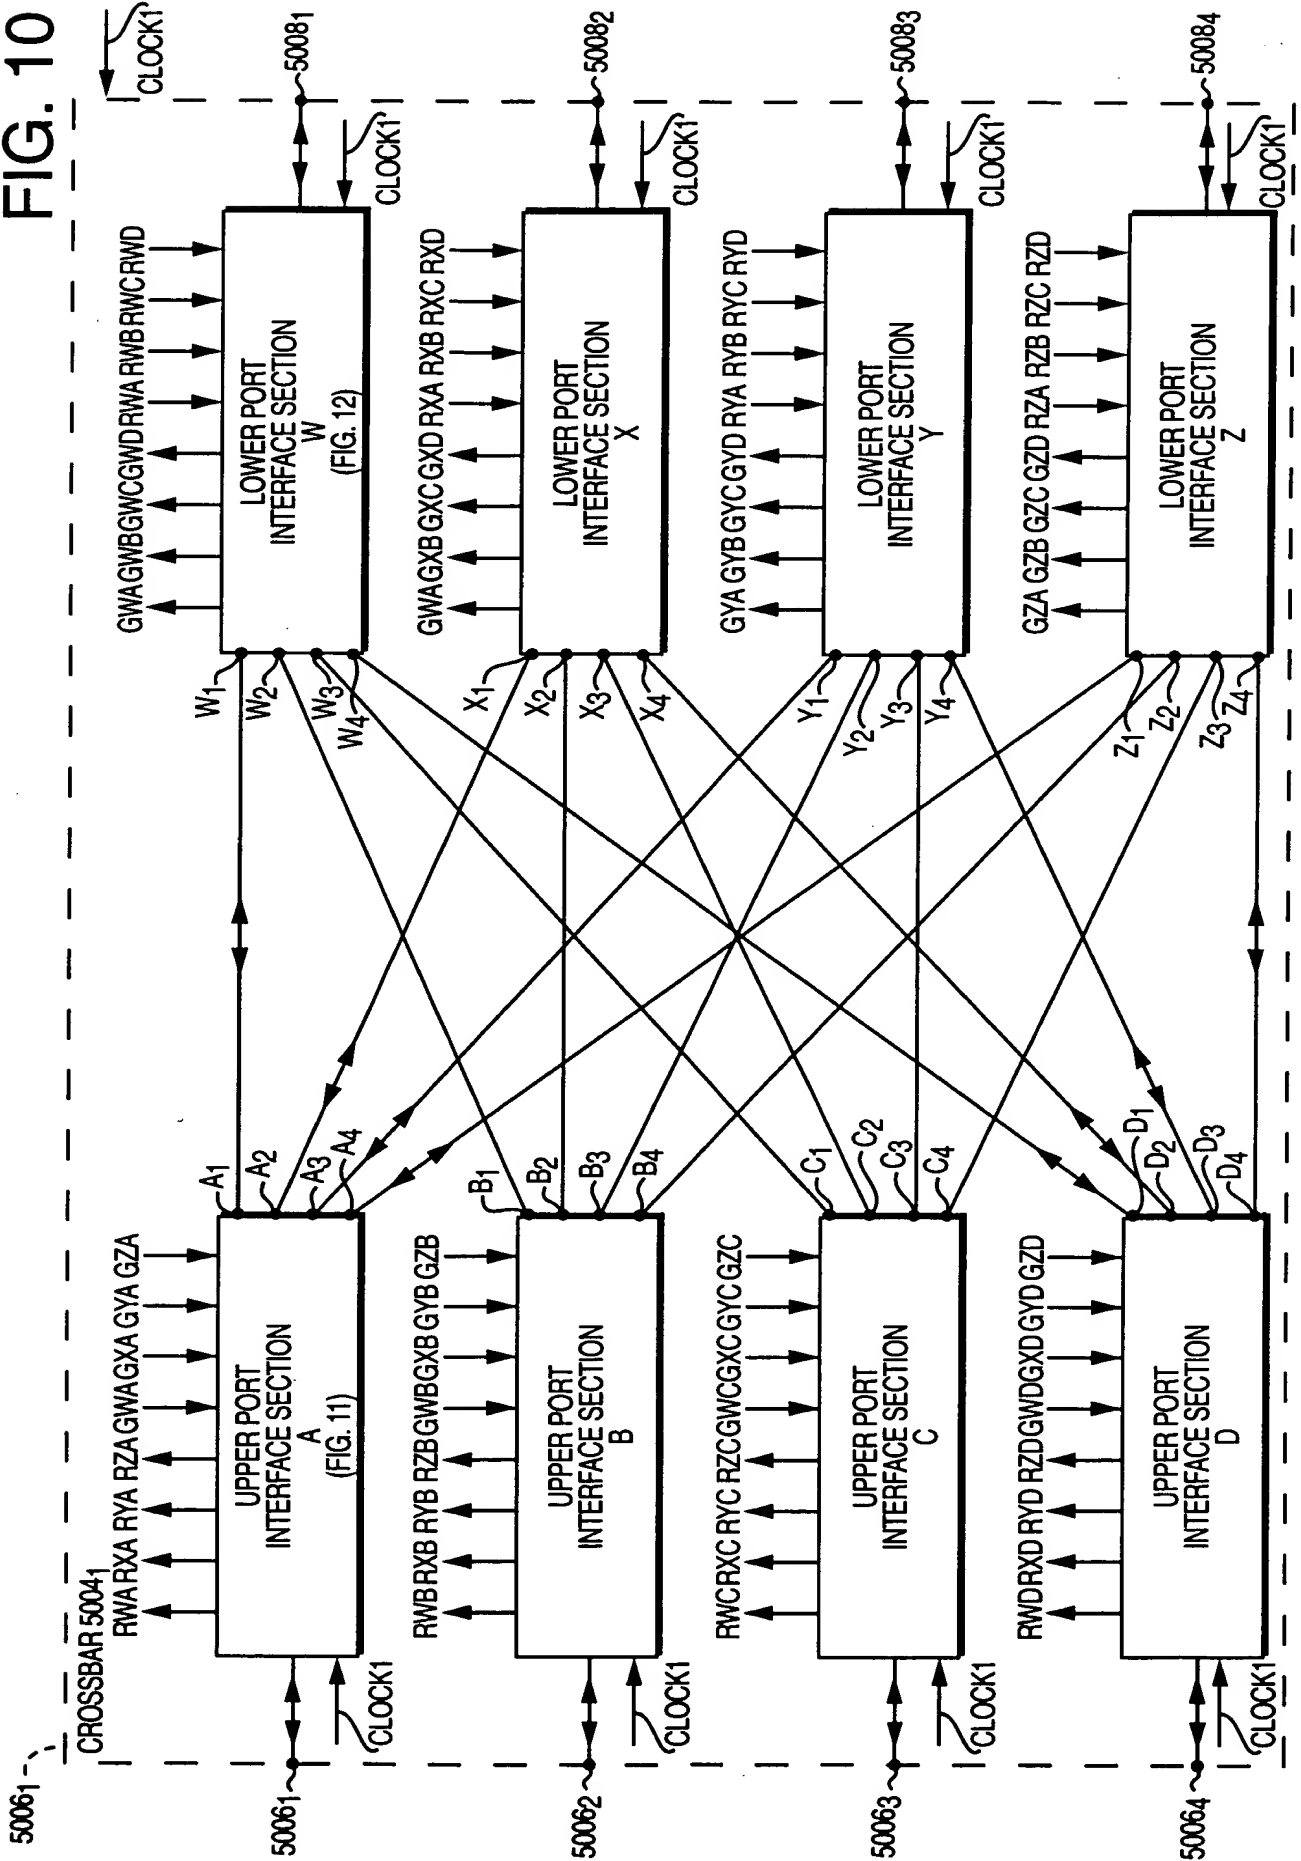 FIG. 10
5006₁
CROSSBAR 5004₁
CLOCK1'
RWA RXA RYA RZA GWA GXA GYA GZA
GWA GWB GWC GWD RWA RWB RWC RWD
5006₁
CLOCK1
UPPER PORT
INTERFACE SECTION
A
(FIG. 11)
A₁
A₂
A₃
A₄
W₁
W₂
W₃
W₄
LOWER PORT
INTERFACE SECTION
W
(FIG. 12)
5008₁
CLOCK1'
RWB RXB RYB RZB GWB GXB GYB GZB
GWA GXB GXC GXD RXA RXB RXC RXD
5006₂
CLOCK1
UPPER PORT
INTERFACE SECTION
B
B₁
B₂
B₃
B₄
X₁
X₂
X₃
X₄
LOWER PORT
INTERFACE SECTION
X
5008₂
CLOCK1'
RWC RXC RYC RZC GWC GXC GYC GZC
GYA GYB GYC GYD RYA RYB RYC RYD
5006₃
CLOCK1
UPPER PORT
INTERFACE SECTION
C
C₁
C₂
C₃
C₄
Y₁
Y₂
Y₃
Y₄
LOWER PORT
INTERFACE SECTION
Y
5008₃
CLOCK1'
RWD RXD RYD RZD GWD GXD GYD GZD
GZA GZB GZC GZD RZA RZB RZC RZD
5006₄
CLOCK1
UPPER PORT
INTERFACE SECTION
D
D₁
D₂
D₃
D₄
Z₁
Z₂
Z₃
Z₄
LOWER PORT
INTERFACE SECTION
Z
5008₄
CLOCK1'